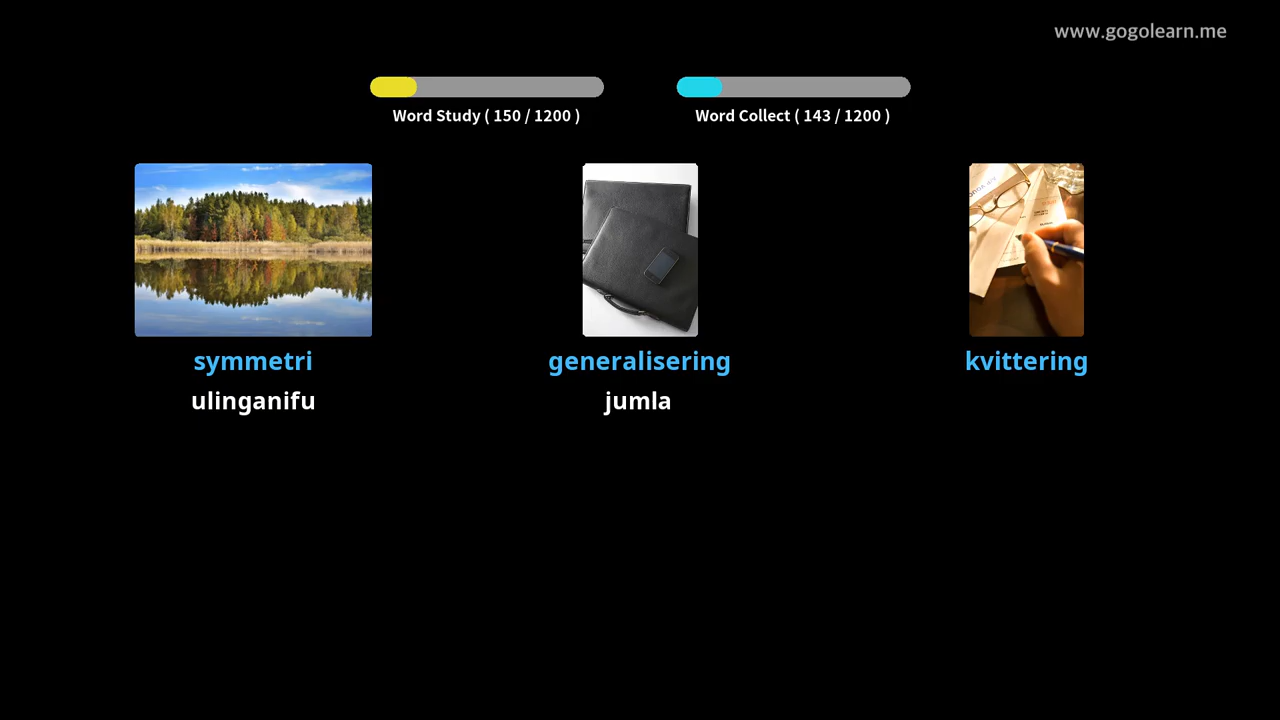 www.gogolearn.me
Word Study ( 150 / 1200 )
Word Collect ( 143 / 1200 )
symmetri
generalisering
kvittering
ulinganifu
jumla